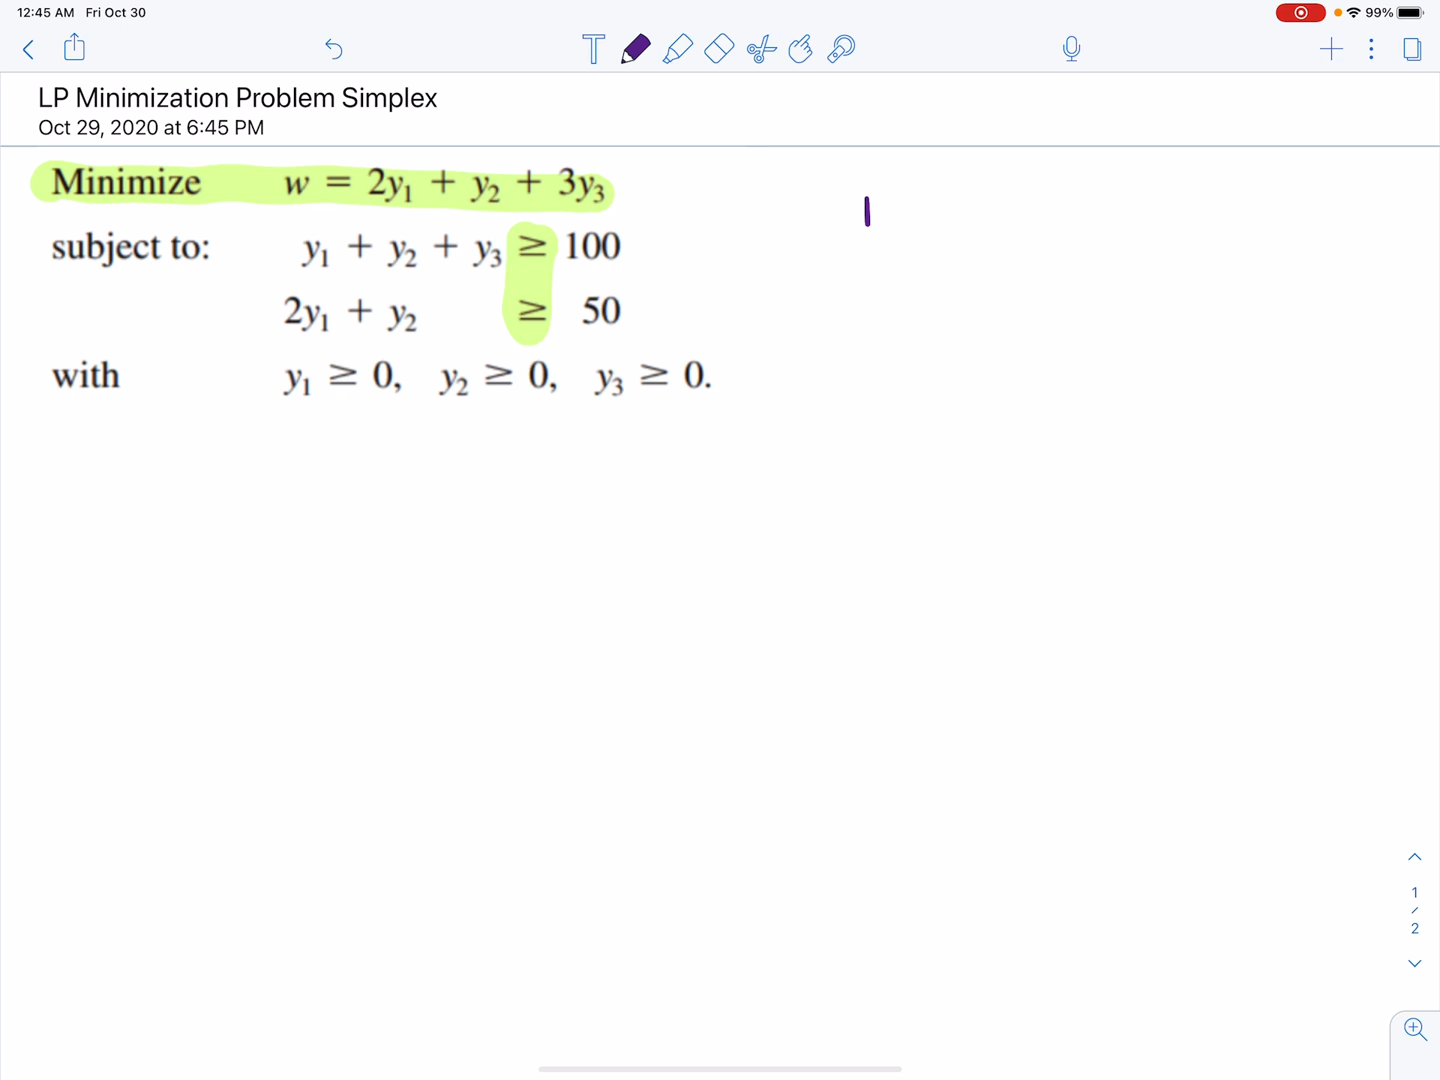 12:45 AM Fri Oct 30
99%
LP Minimization Problem Simplex
Oct 29, 2020 at 6:45 PM
Minimize w = 2y₁ + y₂ + 3y₃
subject to: y₁ + y₂ + y₃ ≥ 100
2y₁ + y₂ ≥ 50
with y₁ ≥ 0, y₂ ≥ 0, y₃ ≥ 0.
1
/
2